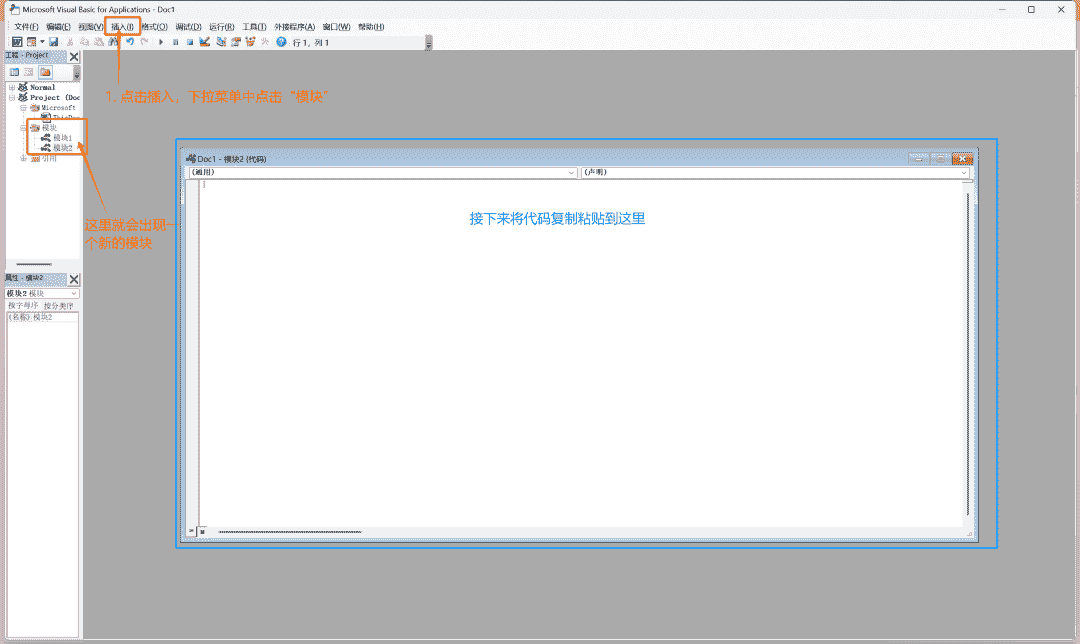 Microsoft Visual Basic for Applications - Doc1
文件(F) 编辑(E) 视图(V) 插入(I) 格式(O) 调试(D) 运行(R) 工具(T) 外接程序(A) 窗口(W) 帮助(H)
行 1, 列 1
工程 - Project
Normal
Project (Doc
Microsoft
ThisDoc
模块
模块1
模块2
引用
1. 点击插入，下拉菜单中点击“模块”
这里就会出现一
个新的模块
Doc1 - 模块2 (代码)
(通用) (声明)
接下来将代码复制粘贴到这里
属性 - 模块2
模块2 模块
按字母序 按分类序
(名称) 模块2